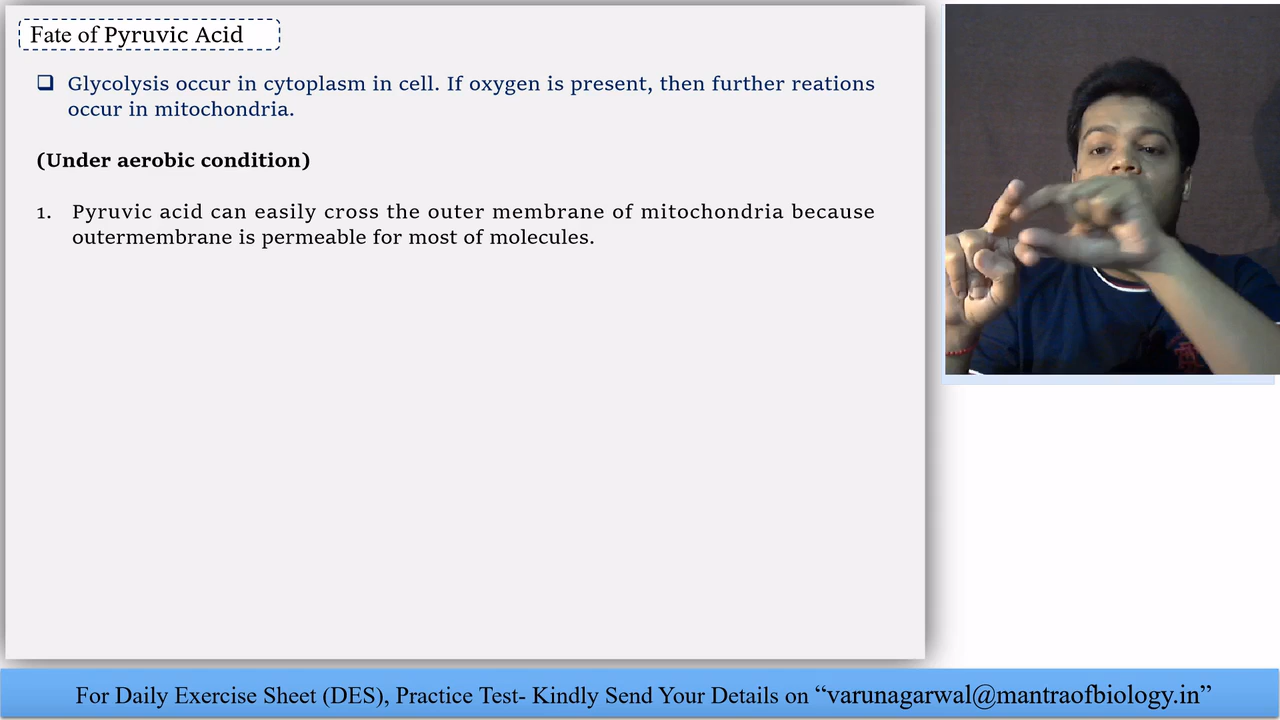 Fate of Pyruvic Acid
❑ Glycolysis occur in cytoplasm in cell. If oxygen is present, then further reations
occur in mitochondria.
(Under aerobic condition)
1. Pyruvic acid can easily cross the outer membrane of mitochondria because
outermembrane is permeable for most of molecules.
For Daily Exercise Sheet (DES), Practice Test- Kindly Send Your Details on “varunagarwal@mantraofbiology.in”